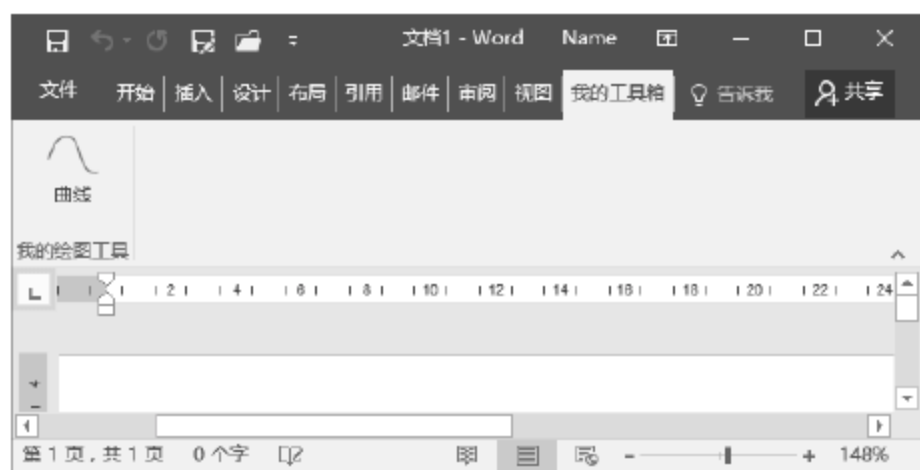 文档1 - Word Name
文件 开始 插入 设计 布局 引用 邮件 审阅 视图 我的工具箱 告诉我 共享
曲线
我的绘图工具
L 2 4 6 8 10 12 14 16 18 20 22 24
第1页,共1页 0个字 148%